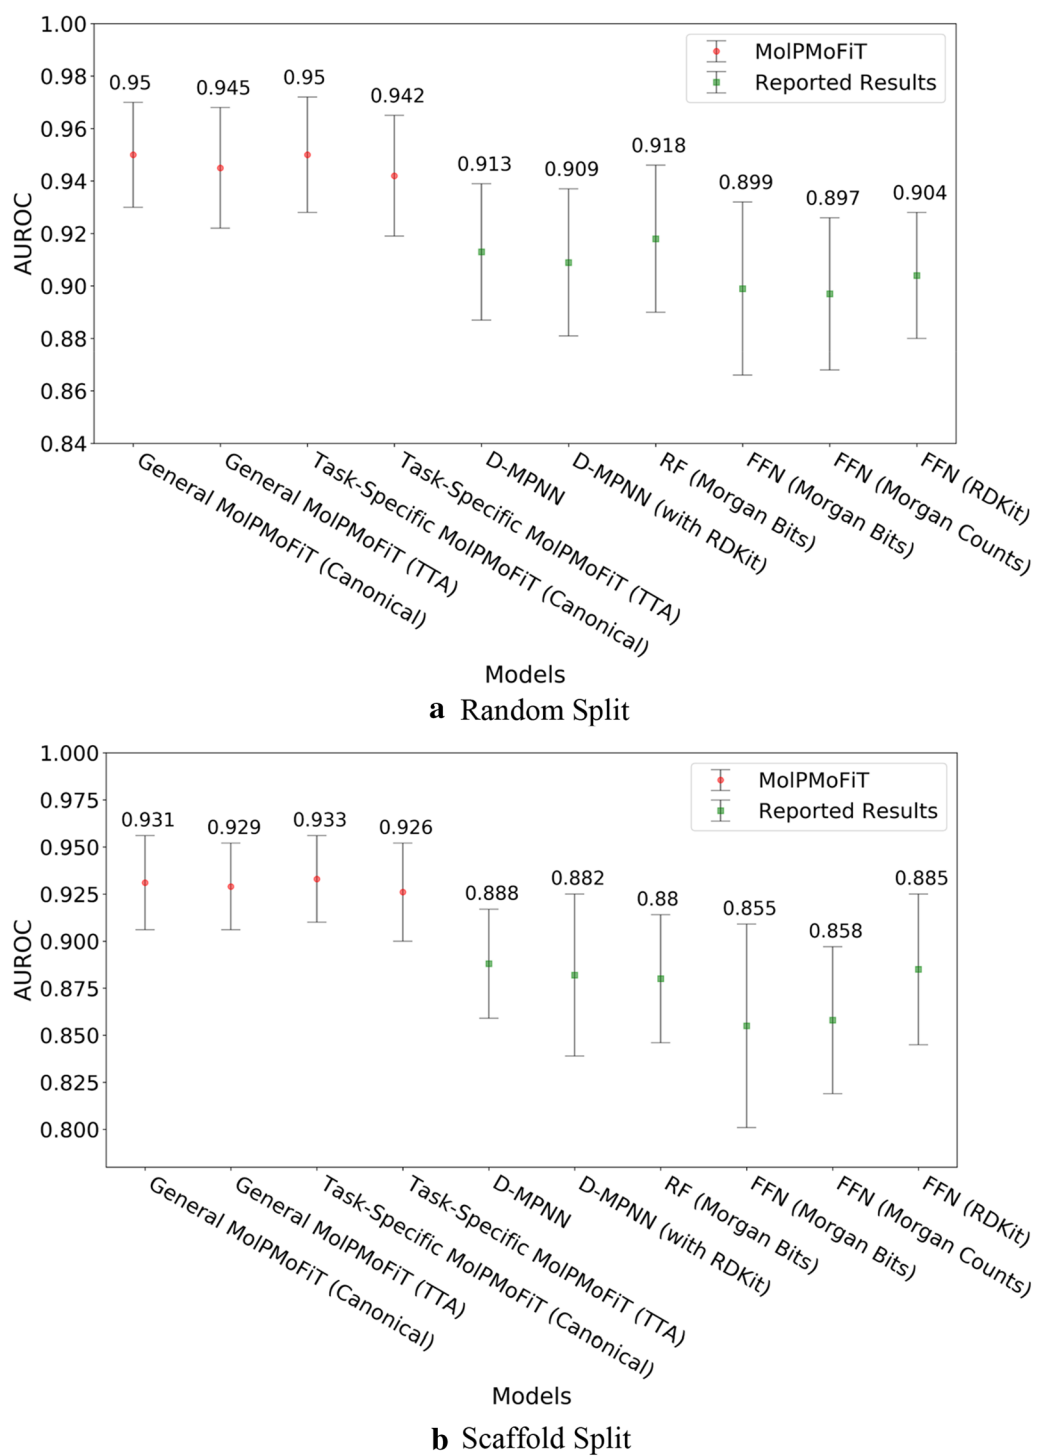 1.00
0.98
0.96
0.94
0.92
0.90
0.88
0.86
0.84
AUROC
MolPMoFiT
Reported Results
0.95
0.945
0.95
0.942
0.913
0.909
0.918
0.899
0.897
0.904
General MolPMoFiT (Canonical)
General MolPMoFiT (TTA)
Task-Specific MolPMoFiT (Canonical)
Task-Specific MolPMoFiT (TTA)
D-MPNN
D-MPNN (with RDKit)
RF (Morgan Bits)
FFN (Morgan Bits)
FFN (Morgan Counts)
FFN (RDKit)
Models
a Random Split
1.000
0.975
0.950
0.925
0.900
0.875
0.850
0.825
0.800
AUROC
MolPMoFiT
Reported Results
0.931
0.929
0.933
0.926
0.888
0.882
0.88
0.855
0.858
0.885
General MolPMoFiT (Canonical)
General MolPMoFiT (TTA)
Task-Specific MolPMoFiT (Canonical)
Task-Specific MolPMoFiT (TTA)
D-MPNN
D-MPNN (with RDKit)
RF (Morgan Bits)
FFN (Morgan Bits)
FFN (Morgan Counts)
FFN (RDKit)
Models
b Scaffold Split